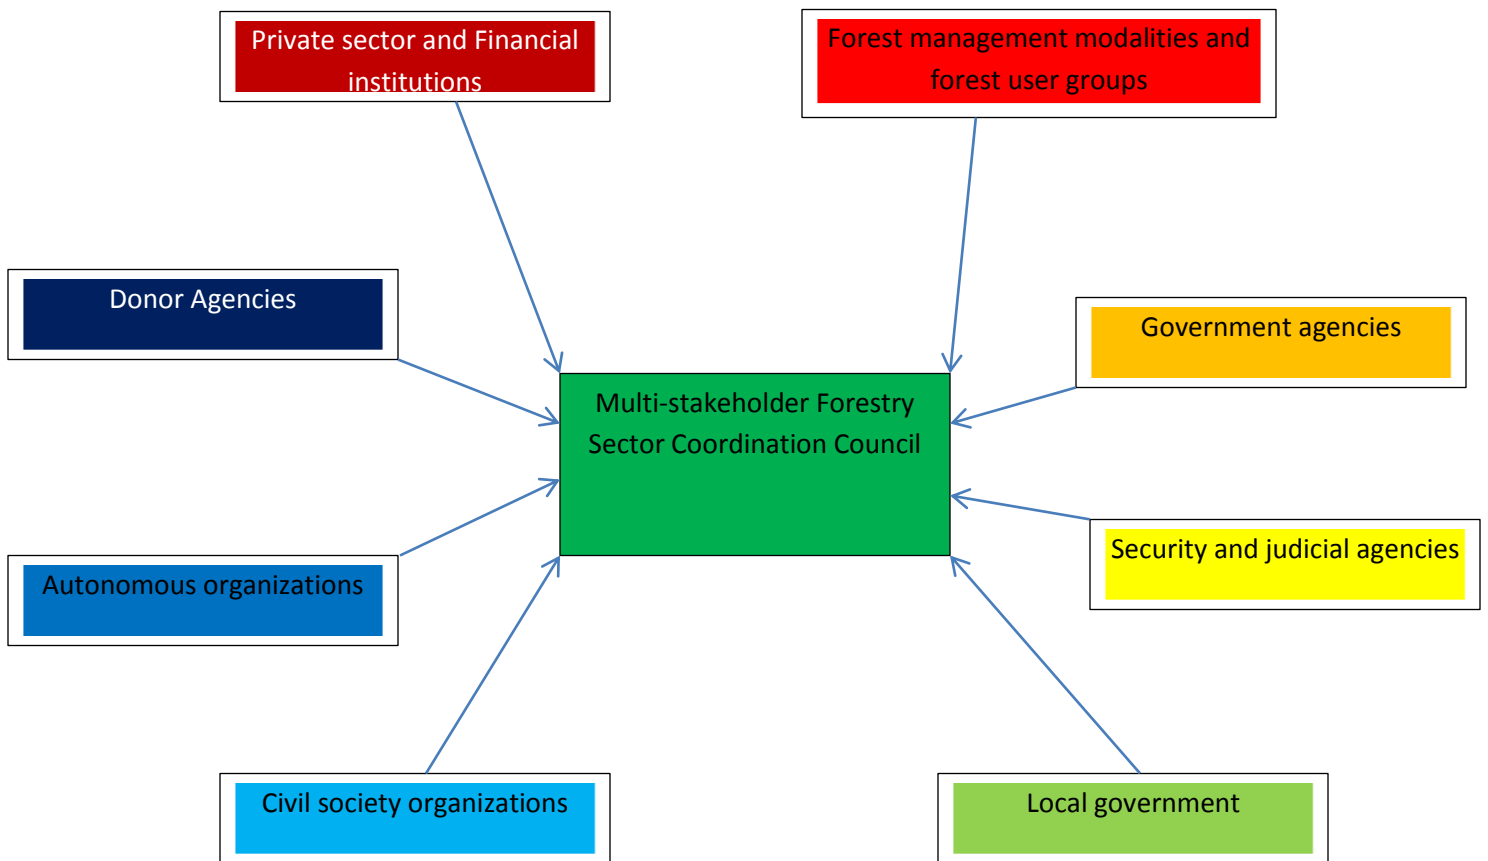 Private sector and Financial
institutions
Forest management modalities and
forest user groups
Donor Agencies
Government agencies
Multi-stakeholder Forestry
Sector Coordination Council
Security and judicial agencies
Autonomous organizations
Civil society organizations
Local government